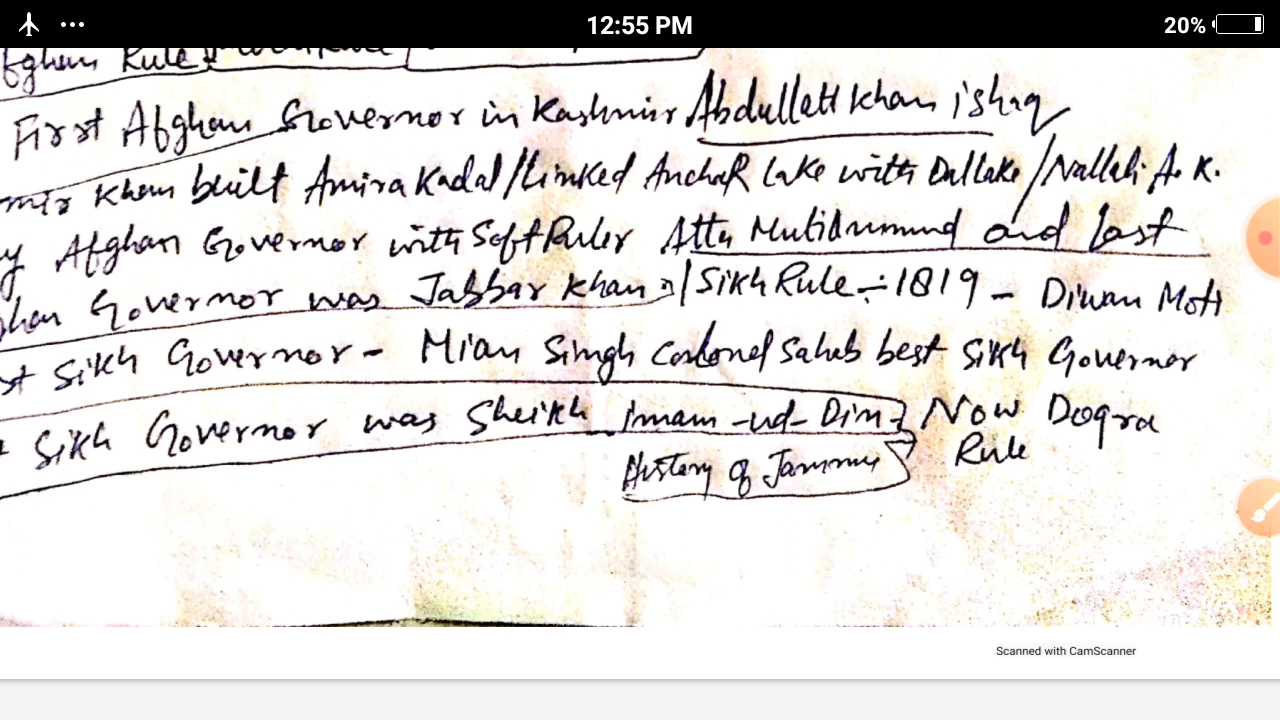 12:55 PM
20%
First Afghan Governor in Kashmir Abdullah Khan ishaq
mir Khan built Amira Kadal/Linked Anchar Lake with Dal Lake/Nallah A. K.
y Afghan Governor with Soft Ruler Atta Muhammad and Last
han Governor was Jabbar Khan /Sikh Rule ÷ 1819 - Diwan Moti
st Sikh Governor - Mian Singh Colonel Saheb best Sikh Governor
Sikh Governor was Sheikh Imam-ud-Din Now Dogra
History of Jammu Rule
Scanned with CamScanner